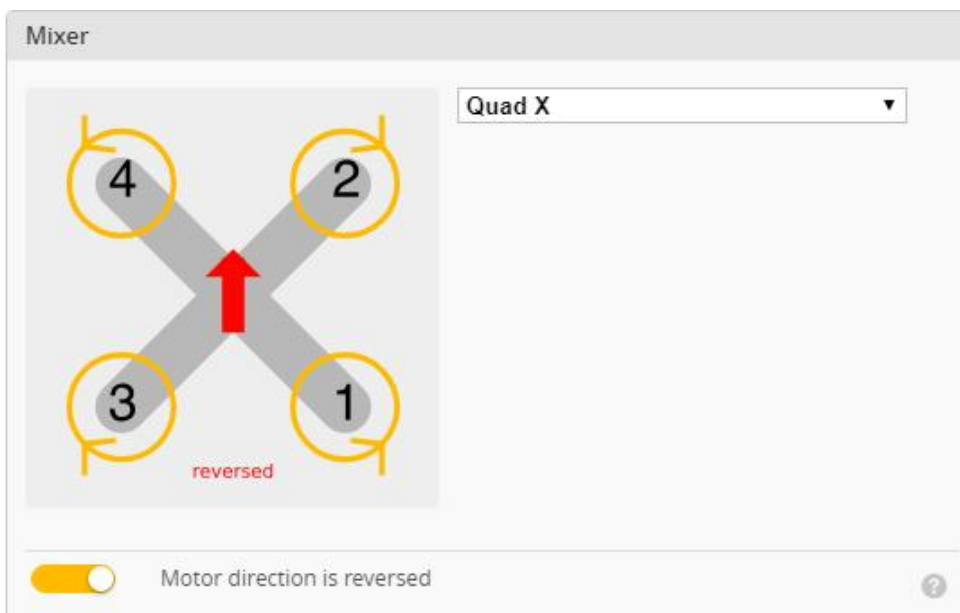 Mixer
Quad X
4 2
3 1
reversed
Motor direction is reversed
?